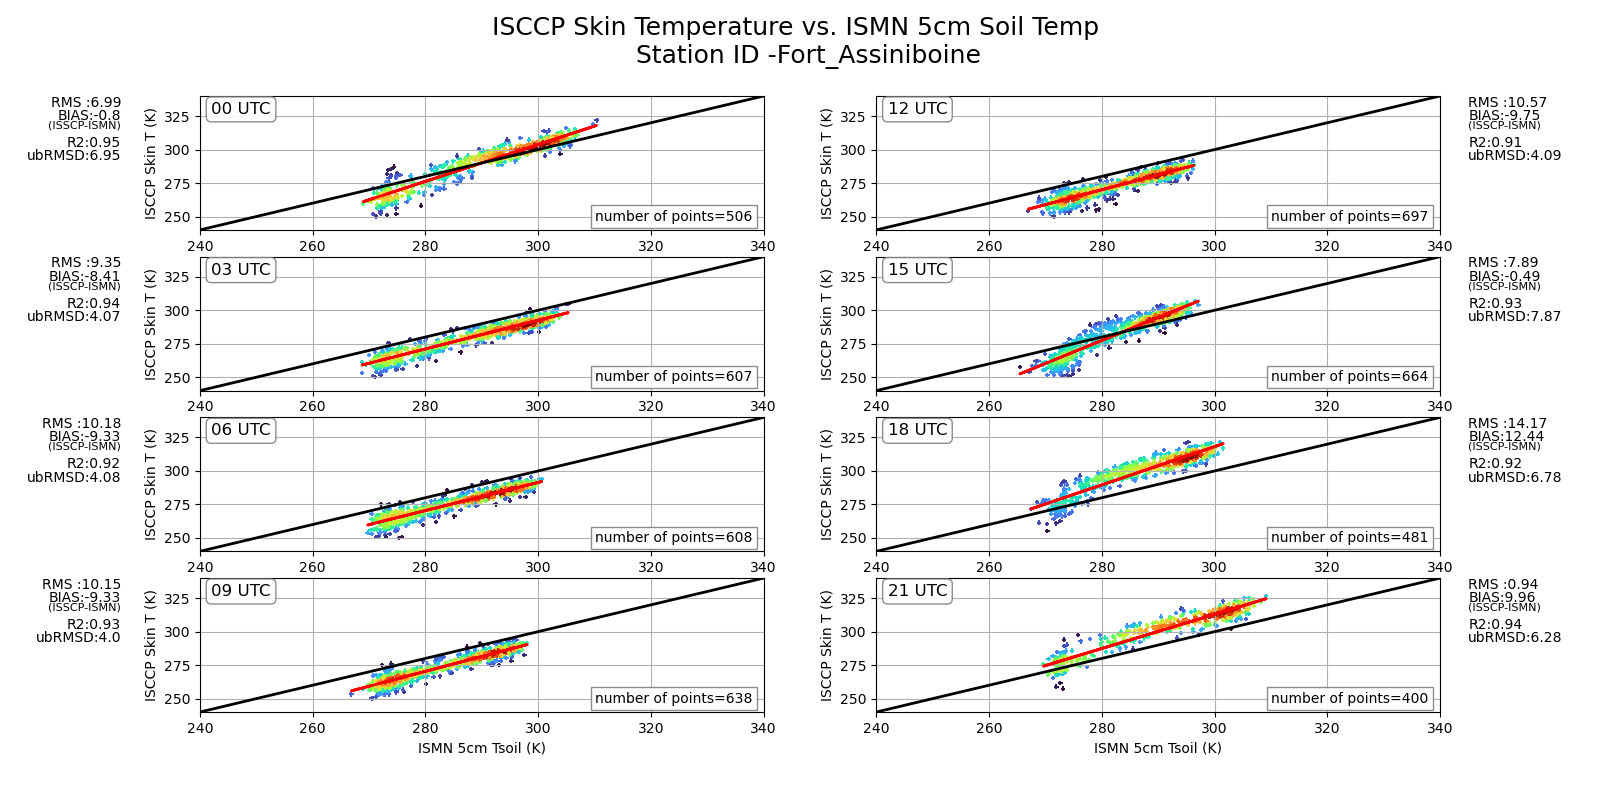 ISCCP Skin Temperature vs. ISMN 5cm Soil Temp
Station ID -Fort_Assiniboine
RMS :6.99
BIAS:-0.8
(ISSCP-ISMN)
R2:0.95
ubRMSD:6.95
ISCCP Skin T (K)
325
300
275
250
00 UTC
number of points=506
240 260 280 300 320 340
ISCCP Skin T (K)
325
300
275
250
12 UTC
number of points=697
240 260 280 300 320 340
RMS :10.57
BIAS:-9.75
(ISSCP-ISMN)
R2:0.91
ubRMSD:4.09
RMS :9.35
BIAS:-8.41
(ISSCP-ISMN)
R2:0.94
ubRMSD:4.07
ISCCP Skin T (K)
325
300
275
250
03 UTC
number of points=607
240 260 280 300 320 340
ISCCP Skin T (K)
325
300
275
250
15 UTC
number of points=664
240 260 280 300 320 340
RMS :7.89
BIAS:-0.49
(ISSCP-ISMN)
R2:0.93
ubRMSD:7.87
RMS :10.18
BIAS:-9.33
(ISSCP-ISMN)
R2:0.92
ubRMSD:4.08
ISCCP Skin T (K)
325
300
275
250
06 UTC
number of points=608
240 260 280 300 320 340
ISCCP Skin T (K)
325
300
275
250
18 UTC
number of points=481
240 260 280 300 320 340
RMS :14.17
BIAS:12.44
(ISSCP-ISMN)
R2:0.92
ubRMSD:6.78
RMS :10.15
BIAS:-9.33
(ISSCP-ISMN)
R2:0.93
ubRMSD:4.0
ISCCP Skin T (K)
325
300
275
250
09 UTC
number of points=638
240 260 280 300 320 340
ISMN 5cm Tsoil (K)
ISCCP Skin T (K)
325
300
275
250
21 UTC
number of points=400
240 260 280 300 320 340
ISMN 5cm Tsoil (K)
RMS :0.94
BIAS:9.96
(ISSCP-ISMN)
R2:0.94
ubRMSD:6.28